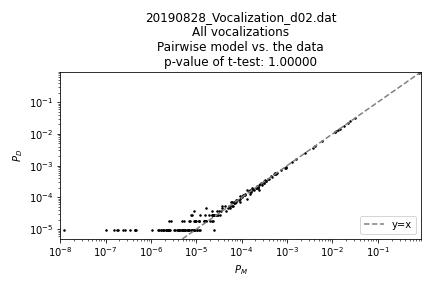 20190828_Vocalization_d02.dat
All vocalizations
Pairwise model vs. the data
p-value of t-test: 1.00000
P_D
10^{-1}
10^{-2}
10^{-3}
10^{-4}
10^{-5}
y=x
10^{-8} 10^{-7} 10^{-6} 10^{-5} 10^{-4} 10^{-3} 10^{-2} 10^{-1}
P_M